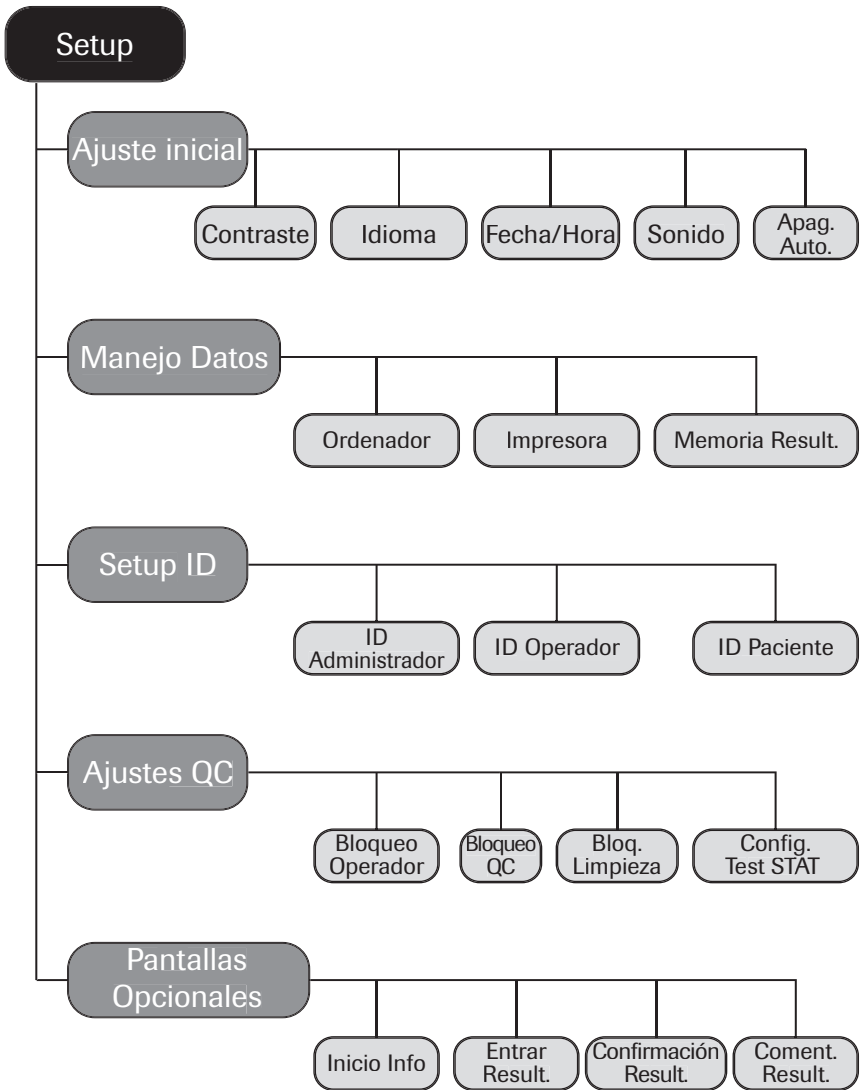 Setup
Ajuste inicial
Contraste
Idioma
Fecha/Hora
Sonido
Apag.
Auto.
Manejo Datos
Ordenador
Impresora
Memoria Result.
Setup ID
ID
Administrador
ID Operador
ID Paciente
Ajustes QC
Bloqueo
Operador
Bloqueo
QC
Bloq.
Limpieza
Config.
Test STAT
Pantallas
Opcionales
Inicio Info
Entrar
Result.
Confirmación
Result.
Coment.
Result.